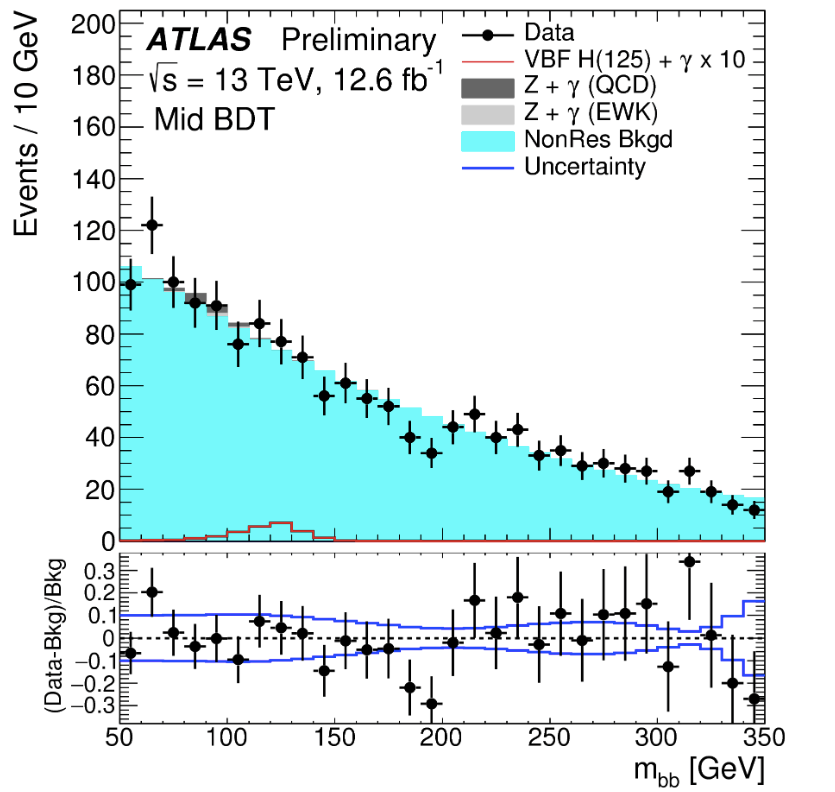 Events / 10 GeV
200
180
160
140
120
100
80
60
40
20
0
ATLAS Preliminary
√s = 13 TeV, 12.6 fb⁻¹
Mid BDT
Data
VBF H(125) + γ x 10
Z + γ (QCD)
Z + γ (EWK)
NonRes Bkgd
Uncertainty
(Data-Bkg)/Bkg
0.3
0.2
0.1
0
−0.1
−0.2
−0.3
50 100 150 200 250 300 350
m_bb [GeV]